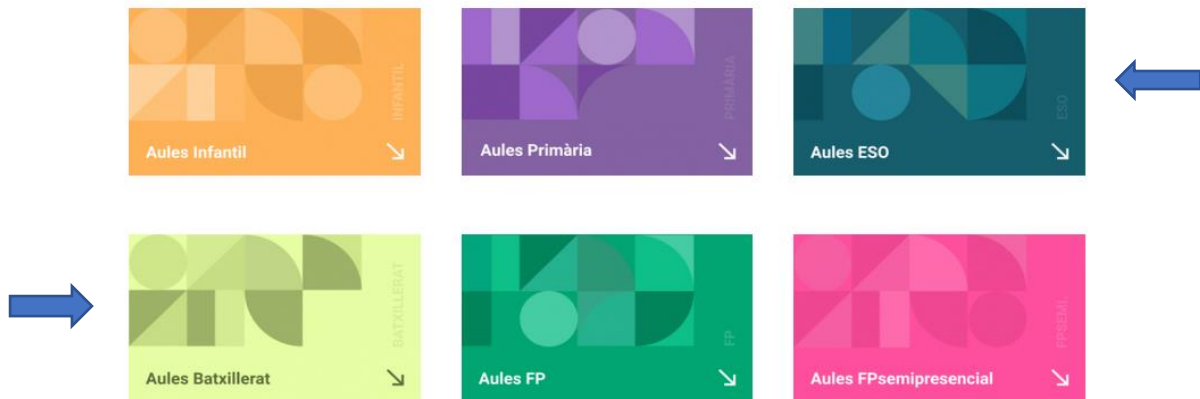 INFANTIL
Aules Infantil
PRIMÀRIA
Aules Primària
ESO
Aules ESO
BATXILLERAT
Aules Batxillerat
FP
Aules FP
FPSEMI
Aules FPsemipresencial